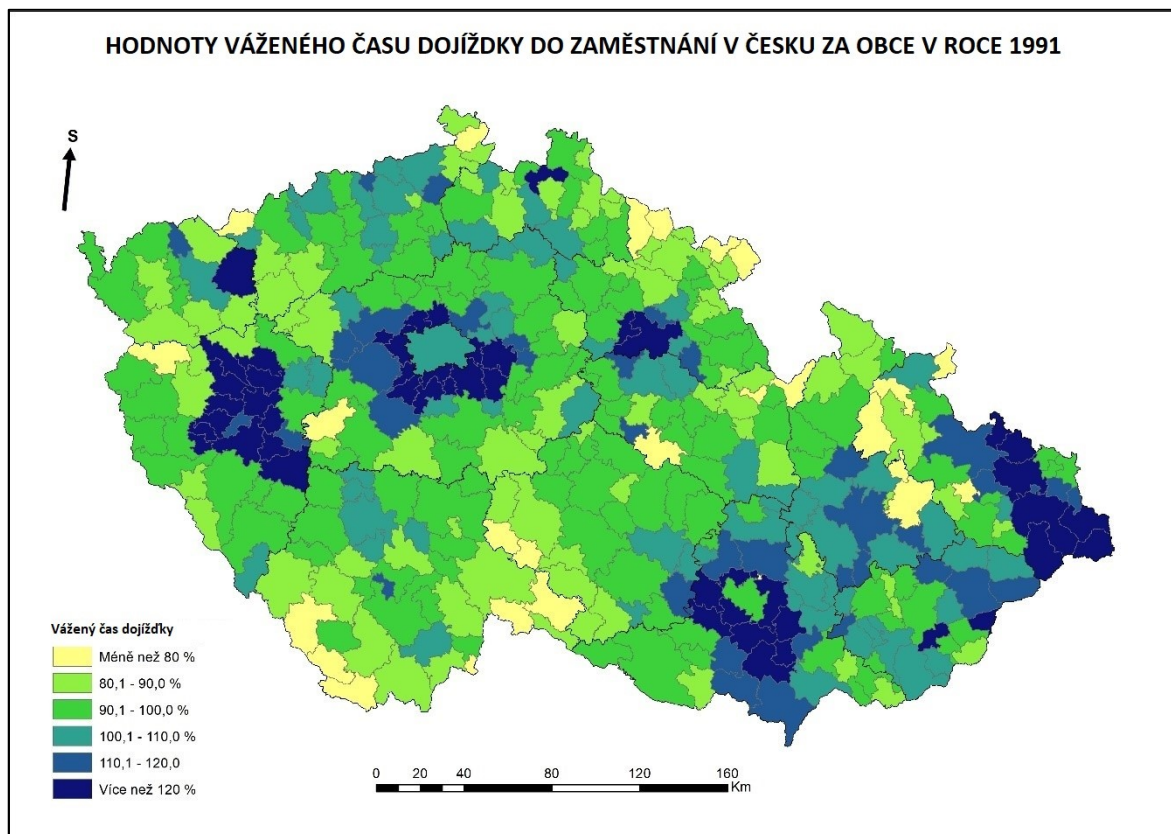 HODNOTY VÁŽENÉHO ČASU DOJÍŽDKY DO ZAMĚSTNÁNÍ V ČESKU ZA OBCE V ROCE 1991
S
Vážený čas dojížďky
Méně než 80 %
80,1 - 90,0 %
90,1 - 100,0 %
100,1 - 110,0 %
110,1 - 120,0
Více než 120 %
0 20 40 80 120 160
Km